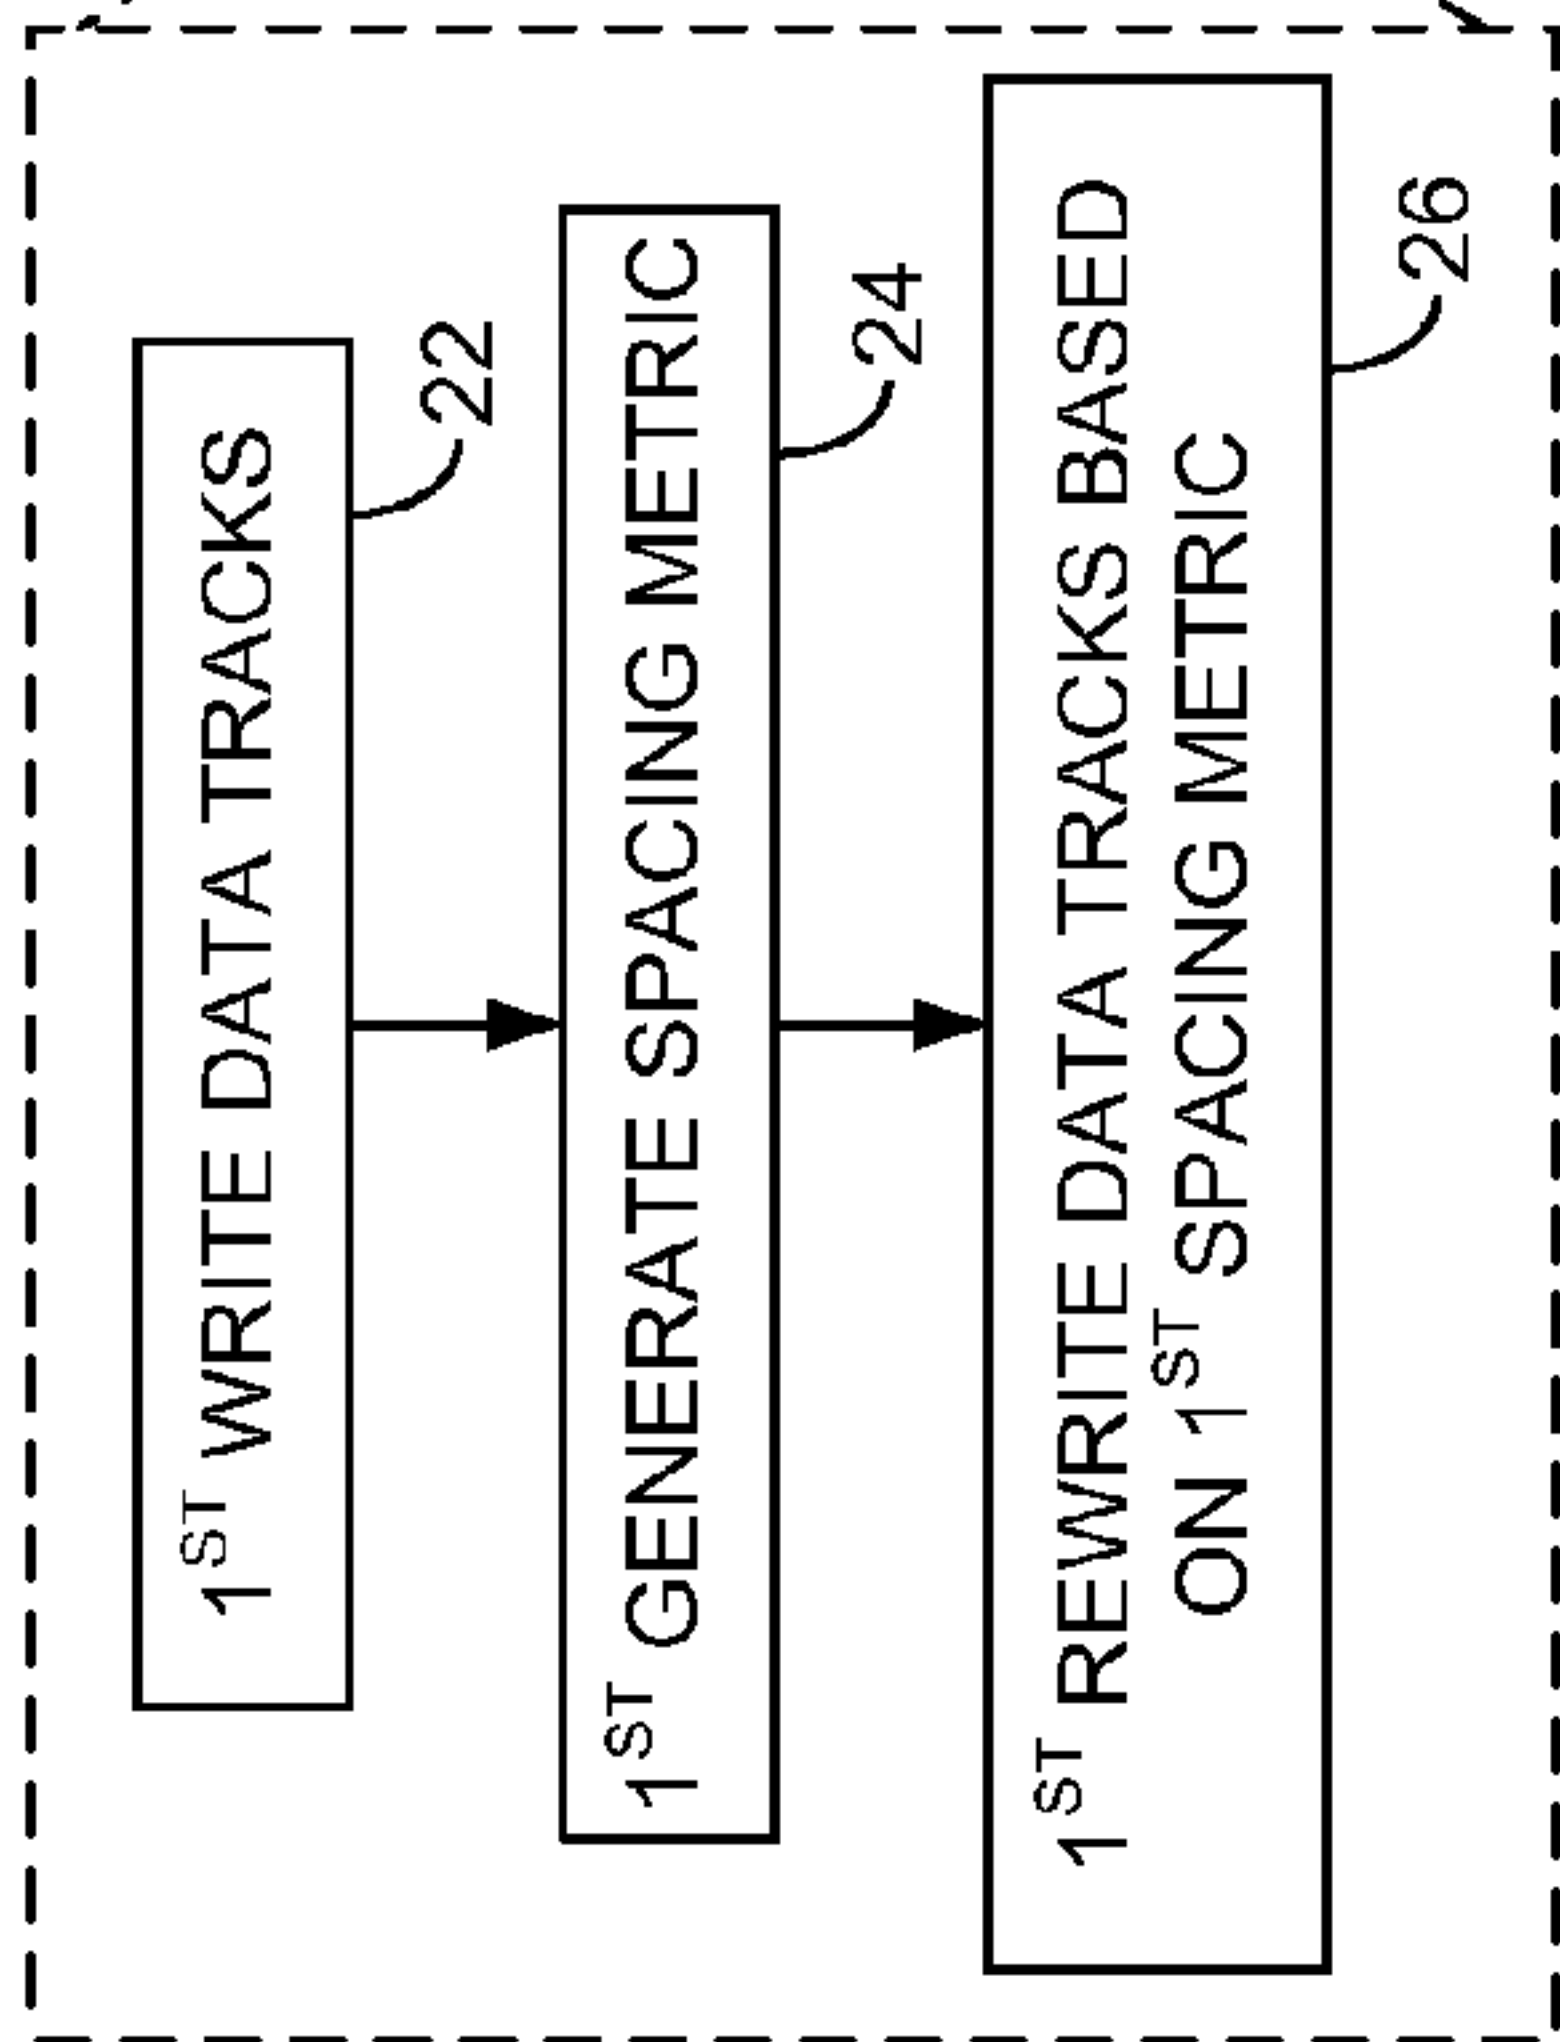 1ST WRITE DATA TRACKS
22
1ST GENERATE SPACING METRIC
24
1ST REWRITE DATA TRACKS BASED
ON 1ST SPACING METRIC
26